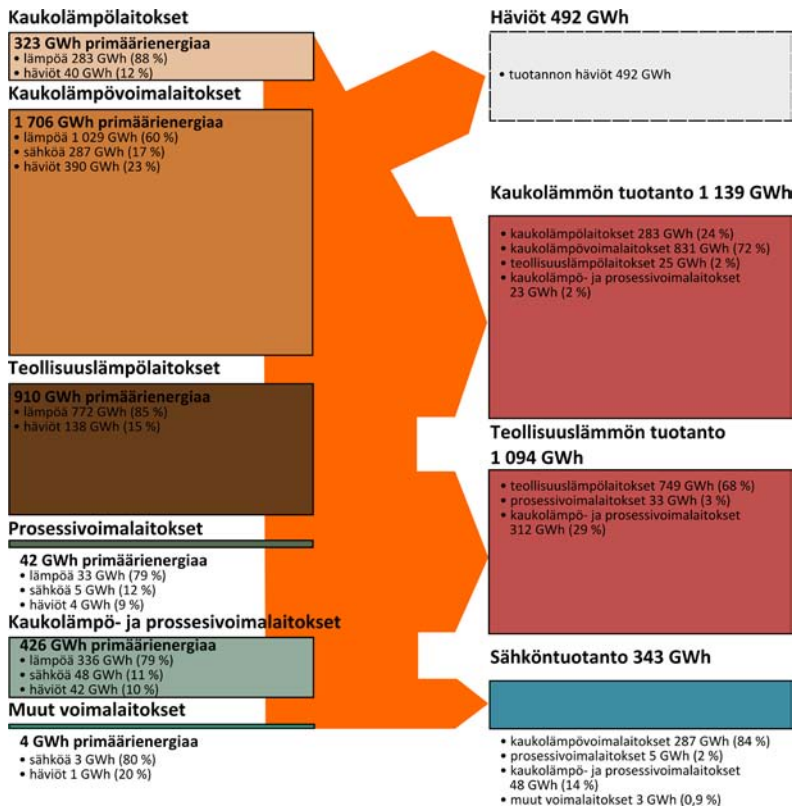 Kaukolämpölaitokset
323 GWh primäärienergiaa
• lämpöä 283 GWh (88 %)
• häviöt 40 GWh (12 %)
Kaukolämpövoimalaitokset
1 706 GWh primäärienergiaa
• lämpöä 1 029 GWh (60 %)
• sähköä 287 GWh (17 %)
• häviöt 390 GWh (23 %)
Teollisuuslämpölaitokset
910 GWh primäärienergiaa
• lämpöä 772 GWh (85 %)
• häviöt 138 GWh (15 %)
Prosessivoimalaitokset
42 GWh primäärienergiaa
• lämpöä 33 GWh (79 %)
• sähköä 5 GWh (12 %)
• häviöt 4 GWh (9 %)
Kaukolämpö- ja prossesivoimalaitokset
426 GWh primäärienergiaa
• lämpöä 336 GWh (79 %)
• sähköä 48 GWh (11 %)
• häviöt 42 GWh (10 %)
Muut voimalaitokset
4 GWh primäärienergiaa
• sähköä 3 GWh (80 %)
• häviöt 1 GWh (20 %)
Häviöt 492 GWh
• tuotannon häviöt 492 GWh
Kaukolämmön tuotanto 1 139 GWh
• kaukolämpölaitokset 283 GWh (24 %)
• kaukolämpövoimalaitokset 831 GWh (72 %)
• teollisuuslämpölaitokset 25 GWh (2 %)
• kaukolämpö- ja prosessivoimalaitokset
23 GWh (2 %)
Teollisuuslämmön tuotanto
1 094 GWh
• teollisuuslämpölaitokset 749 GWh (68 %)
• prosessivoimalaitokset 33 GWh (3 %)
• kaukolämpö- ja prosessivoimalaitokset
312 GWh (29 %)
Sähköntuotanto 343 GWh
• kaukolämpövoimalaitokset 287 GWh (84 %)
• prosessivoimalaitokset 5 GWh (2 %)
• kaukolämpö- ja prosessivoimalaitokset
48 GWh (14 %)
• muut voimalaitokset 3 GWh (0,9 %)